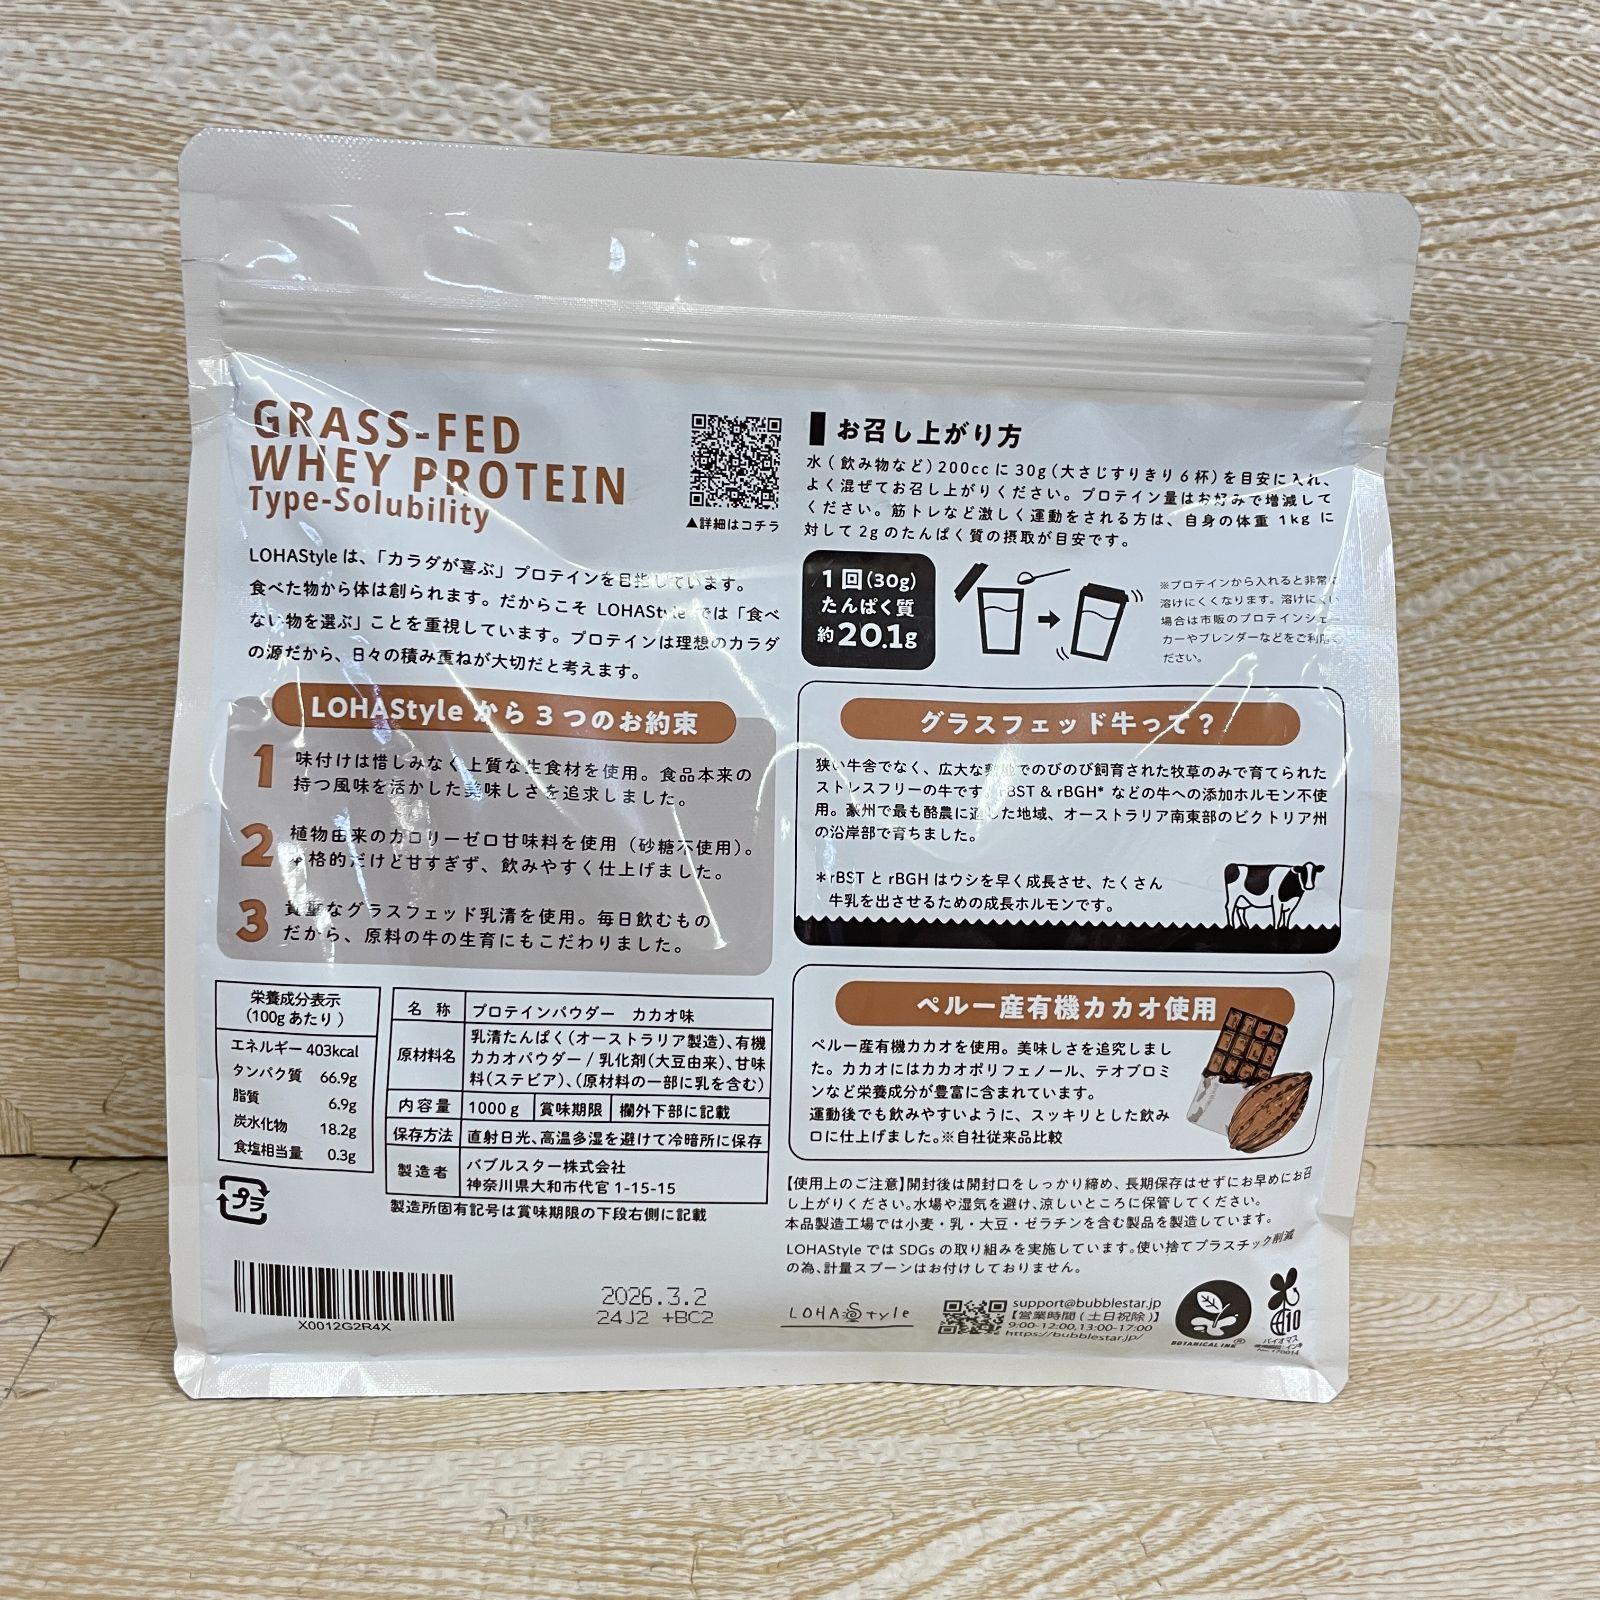 GRASS-FED
WHEY PROTEIN
Type-Solubility
▲詳細はコチラ
LOHAStyleは、「カラダが喜ぶ」プロテインを目指しています。
食べた物から体は創られます。だからこそ LOHAStyle では「食べ
ない物を選ぶ」ことを重視しています。プロテインは理想のカラダ
の源だから、日々の積み重ねが大切だと考えます。
LOHAStyle から 3 つのお約束
1 味付けは惜しみなく上質な生食材を使用。食品本来の
持つ風味を活かした美味しさを追求しました。
2 植物由来のカロリーゼロ甘味料を使用（砂糖不使用）。
本格的だけど甘すぎず、飲みやすく仕上げました。
3 貴重なグラスフェッド乳清を使用。毎日飲むもの
だから、原料の牛の生育にもこだわりました。
栄養成分表示
(100gあたり)
エネルギー 403kcal
タンパク質 66.9g
脂質 6.9g
炭水化物 18.2g
食塩相当量 0.3g
名 称 プロテインパウダー カカオ味
原材料名 乳清たんぱく(オーストラリア製造)、有機
カカオパウダー / 乳化剤(大豆由来)、甘味
料(ステビア)、(原材料の一部に乳を含む)
内容量 1000g 賞味期限 欄外下部に記載
保存方法 直射日光、高温多湿を避けて冷暗所に保存
製造者 バブルスター株式会社
神奈川県大和市代官 1-15-15
製造所固有記号は賞味期限の下段右側に記載
プラ
X0012G2R4X
2026.3.2
24J2 +BC2
お召し上がり方
水(飲み物など)200ccに30g(大さじすりきり6杯)を目安に入れ、
よく混ぜてお召し上がりください。プロテイン量はお好みで増減して
ください。筋トレなど激しく運動をされる方は、自身の体重 1kg に
対して 2g のたんぱく質の摂取が目安です。
1回(30g)
たんぱく質
約20.1g
※プロテインから入れると非常に
溶けにくくなります。溶けにくい
場合は市販のプロテインシェー
カーやブレンダーなどをご利用く
ださい。
グラスフェッド牛って？
狭い牛舎でなく、広大な敷地でのびのび飼育された牧草のみで育てられた
ストレスフリーの牛です。rBST & rBGH* などの牛への添加ホルモン不使
用。豪州で最も酪農に適した地域、オーストラリア南東部のビクトリア州
の沿岸部で育ちました。
*rBST と rBGH はウシを早く成長させ、たくさん
牛乳を出させるための成長ホルモンです。
ペルー産有機カカオ使用
ペルー産有機カカオを使用。美味しさを追究しまし
た。カカオにはカカオポリフェノール、テオブロミ
ンなど栄養成分が豊富に含まれています。
運動後でも飲みやすいように、スッキリとした飲み
口に仕上げました。※自社従来品比較
【使用上のご注意】開封後は開封口をしっかり締め、長期保存はせずにお早めにお召
し上がりください。水場や湿気を避け、涼しいところに保管してください。
本品製造工場では小麦・乳・大豆・ゼラチンを含む製品を製造しています。
LOHAStyle では SDGs の取り組みを実施しています。使い捨てプラスチック削減
の為、計量スプーンはお付けしておりません。
LOHAStyle
support@bubblestar.jp
【営業時間(土日祝除)】
9:00-12:00,13:00-17:00
https://bubblestar.jp/
BOTANICAL INK ®
10
バイオマス
No.170014